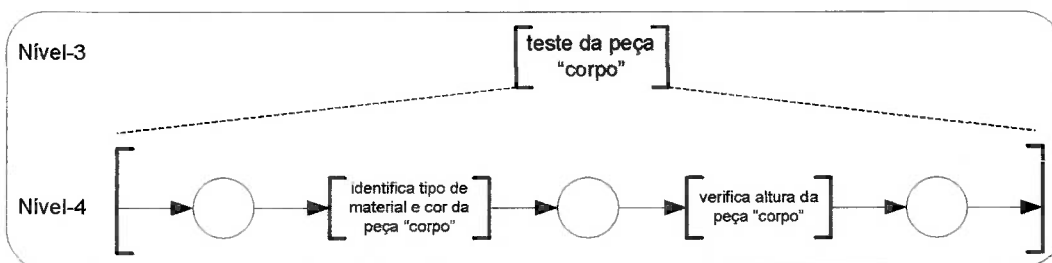 Nível-3
teste da peça
"corpo"
Nível-4
identifica tipo de
material e cor da
peça "corpo"
verifica altura da
peça "corpo"